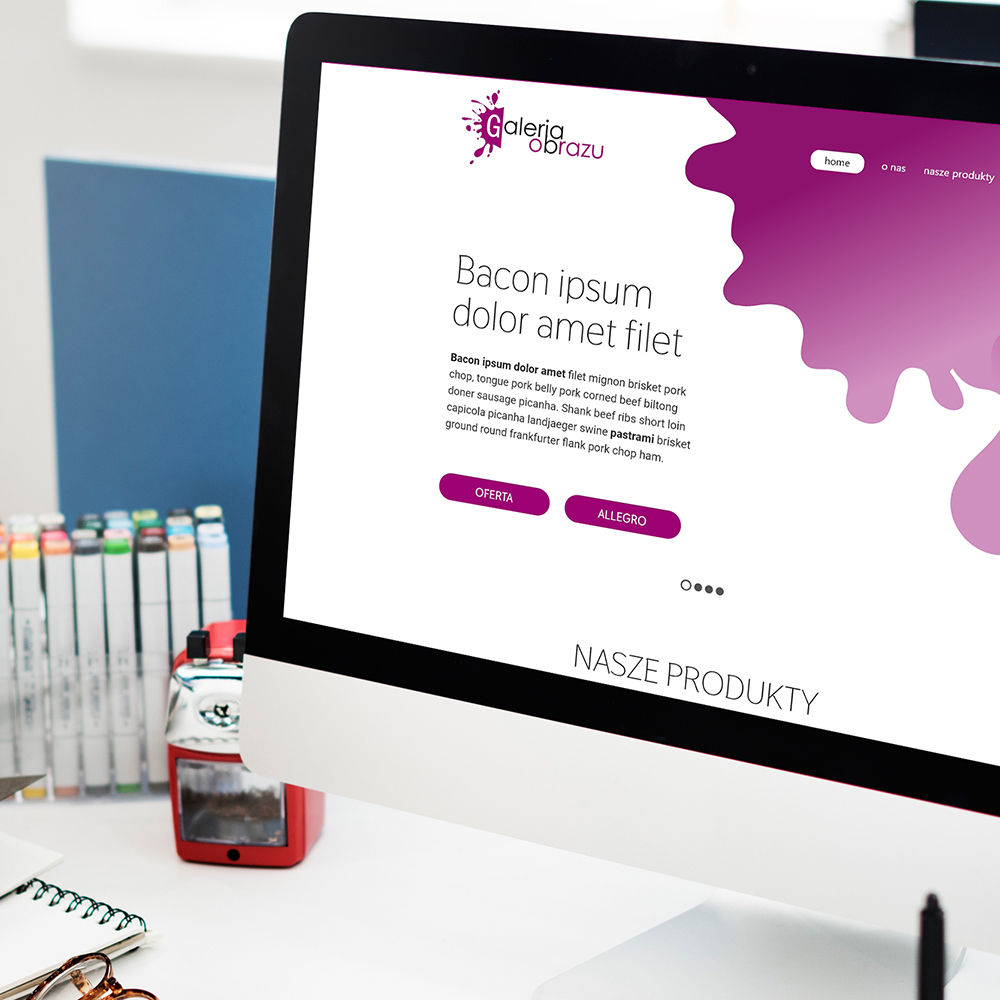 Galeria
obrazu
home o nas nasze produkty
Bacon ipsum
dolor amet filet
Bacon ipsum dolor amet filet mignon brisket pork
chop, tongue pork belly pork corned beef biltong
doner sausage picanha. Shank beef ribs short loin
capicola picanha landjaeger swine pastrami brisket
ground round frankfurter flank pork chop ham.
OFERTA ALLEGRO
NASZE PRODUKTY